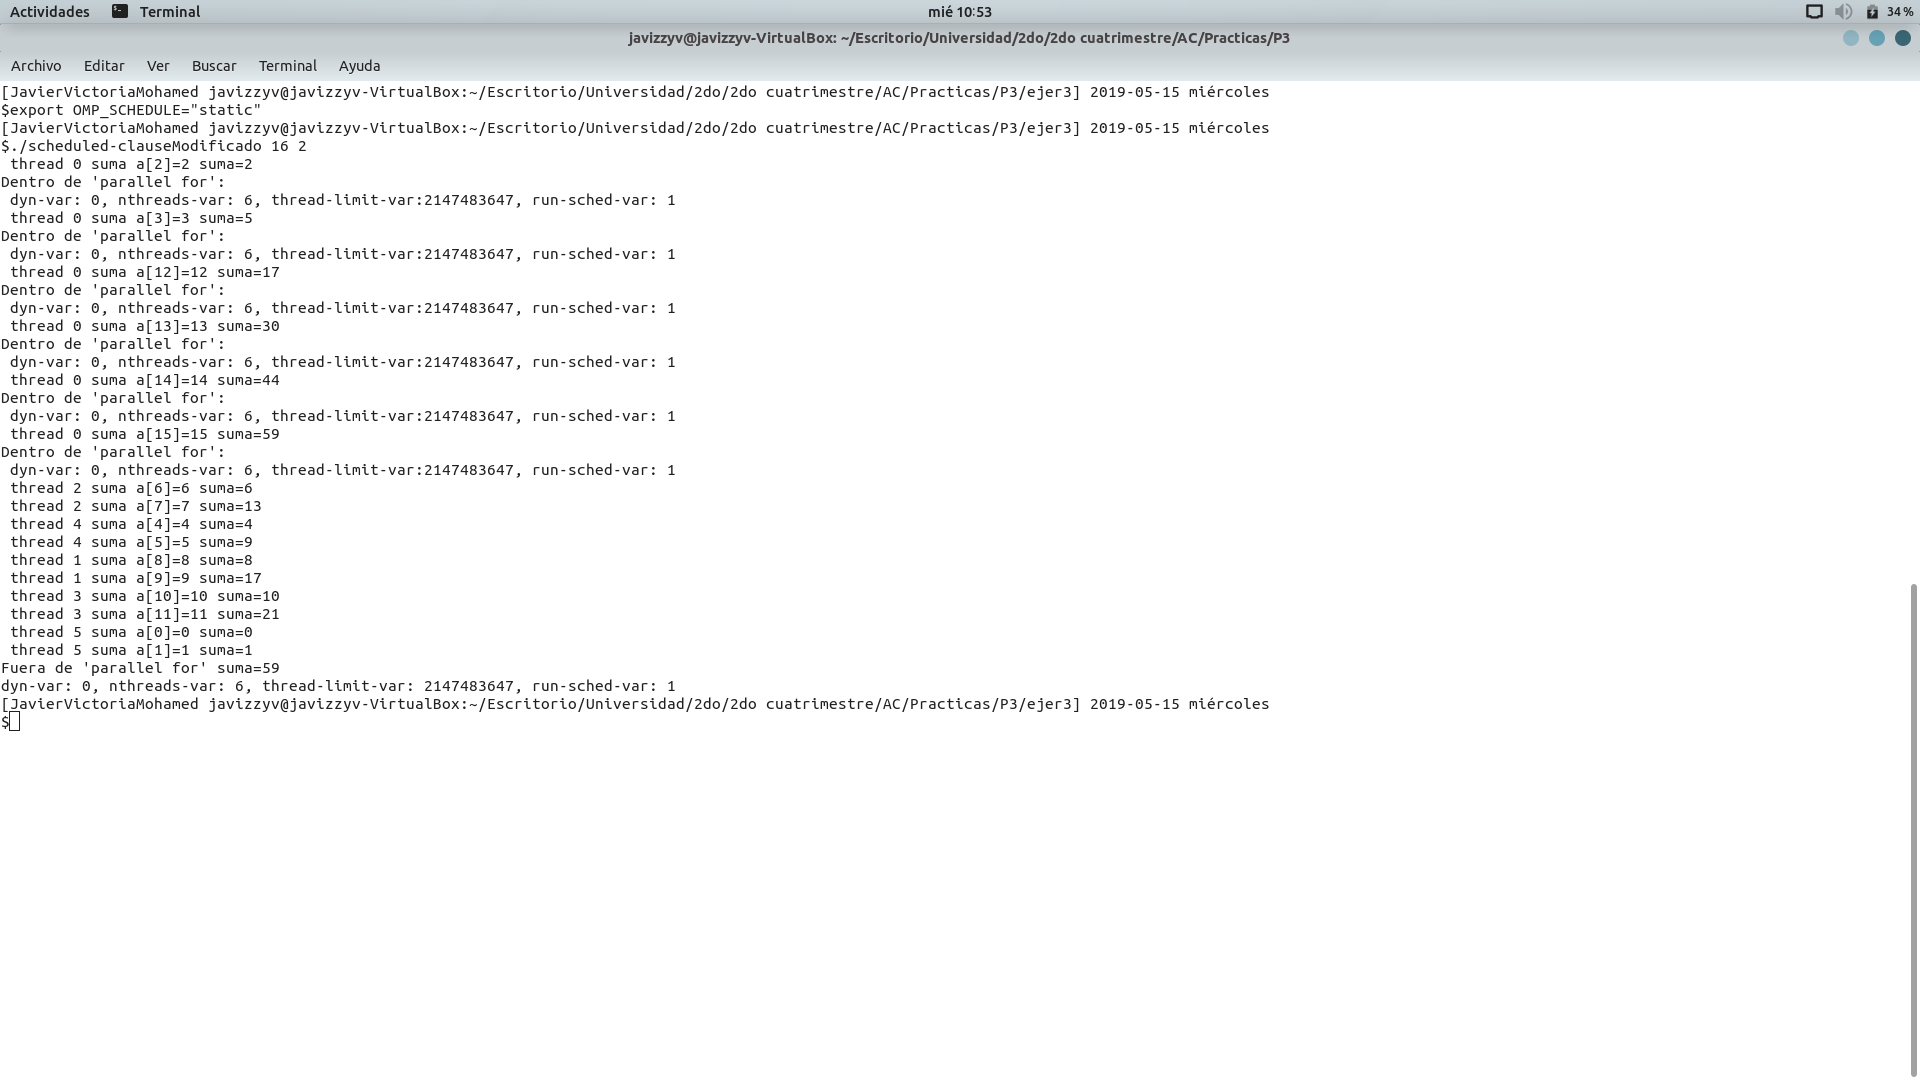 Actividades Terminal mié 10:53 34 %
javizzyv@javizzyv-VirtualBox: ~/Escritorio/Universidad/2do/2do cuatrimestre/AC/Practicas/P3
Archivo Editar Ver Buscar Terminal Ayuda
[JavierVictoriaMohamed javizzyv@javizzyv-VirtualBox:~/Escritorio/Universidad/2do/2do cuatrimestre/AC/Practicas/P3/ejer3] 2019-05-15 miércoles
$export OMP_SCHEDULE="static"
[JavierVictoriaMohamed javizzyv@javizzyv-VirtualBox:~/Escritorio/Universidad/2do/2do cuatrimestre/AC/Practicas/P3/ejer3] 2019-05-15 miércoles
$./scheduled-clauseModificado 16 2
 thread 0 suma a[2]=2 suma=2
Dentro de 'parallel for':
 dyn-var: 0, nthreads-var: 6, thread-limit-var:2147483647, run-sched-var: 1
 thread 0 suma a[3]=3 suma=5
Dentro de 'parallel for':
 dyn-var: 0, nthreads-var: 6, thread-limit-var:2147483647, run-sched-var: 1
 thread 0 suma a[12]=12 suma=17
Dentro de 'parallel for':
 dyn-var: 0, nthreads-var: 6, thread-limit-var:2147483647, run-sched-var: 1
 thread 0 suma a[13]=13 suma=30
Dentro de 'parallel for':
 dyn-var: 0, nthreads-var: 6, thread-limit-var:2147483647, run-sched-var: 1
 thread 0 suma a[14]=14 suma=44
Dentro de 'parallel for':
 dyn-var: 0, nthreads-var: 6, thread-limit-var:2147483647, run-sched-var: 1
 thread 0 suma a[15]=15 suma=59
Dentro de 'parallel for':
 dyn-var: 0, nthreads-var: 6, thread-limit-var:2147483647, run-sched-var: 1
 thread 2 suma a[6]=6 suma=6
 thread 2 suma a[7]=7 suma=13
 thread 4 suma a[4]=4 suma=4
 thread 4 suma a[5]=5 suma=9
 thread 1 suma a[8]=8 suma=8
 thread 1 suma a[9]=9 suma=17
 thread 3 suma a[10]=10 suma=10
 thread 3 suma a[11]=11 suma=21
 thread 5 suma a[0]=0 suma=0
 thread 5 suma a[1]=1 suma=1
Fuera de 'parallel for' suma=59
dyn-var: 0, nthreads-var: 6, thread-limit-var: 2147483647, run-sched-var: 1
[JavierVictoriaMohamed javizzyv@javizzyv-VirtualBox:~/Escritorio/Universidad/2do/2do cuatrimestre/AC/Practicas/P3/ejer3] 2019-05-15 miércoles
$